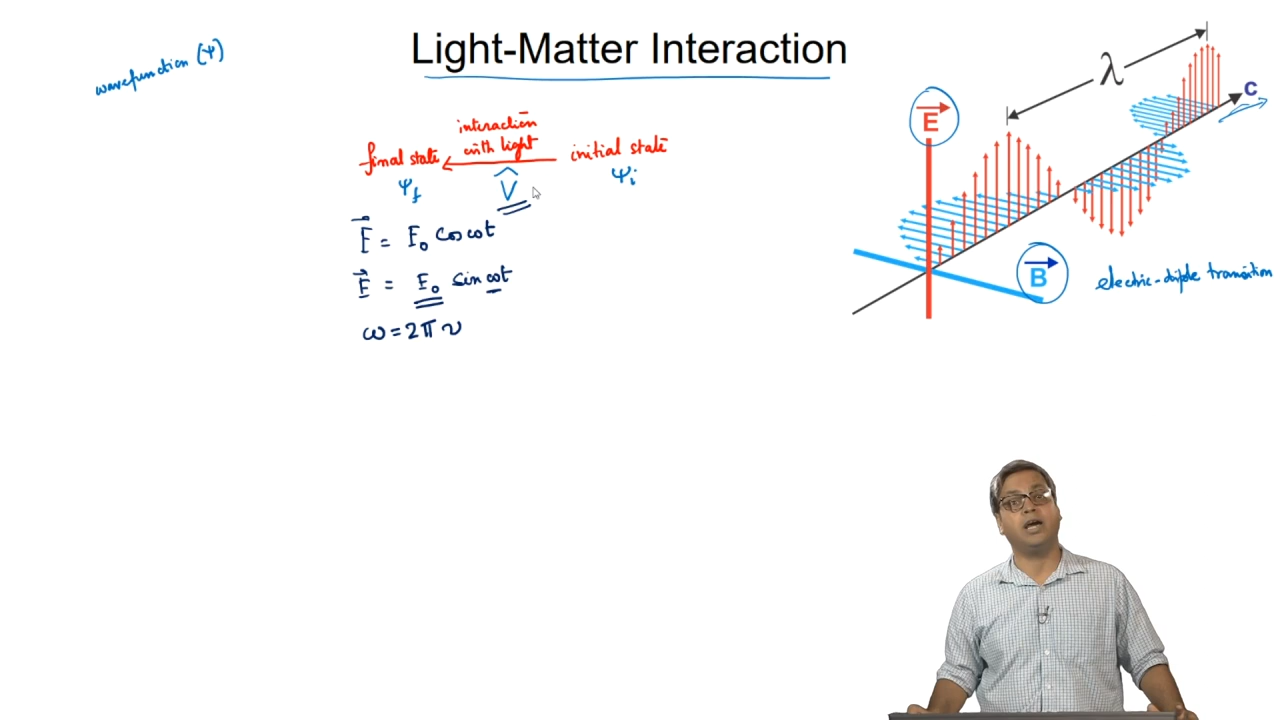 Light-Matter Interaction
wavefunction (ψ)
interaction
with light
final state
initial state
ψf
V̂
ψi
E⃗ = E₀ Cos ωt
E⃗ = E₀ sin ωt
ω = 2π ν
λ
c
E⃗
B⃗
electric-dipole transition